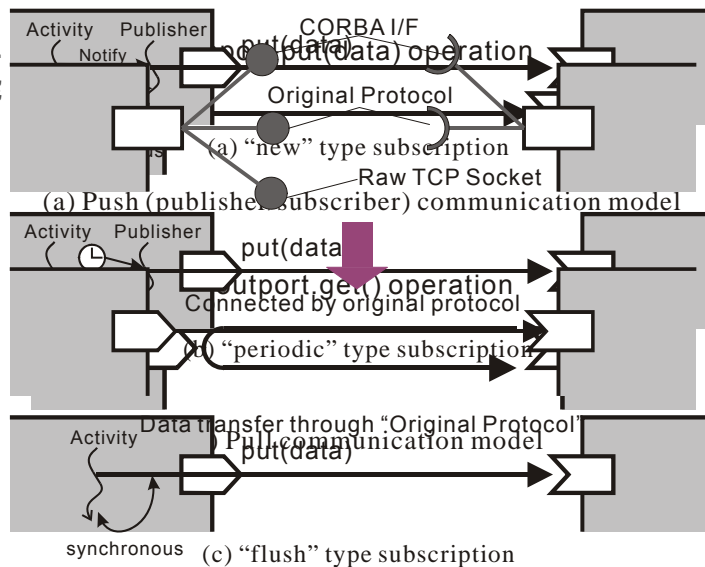 CORBA I/F
Activity Publisher
put(data)
put(data) operation
Notify
Original Protocol
(a) “new” type subscription
Raw TCP Socket
(a) Push (publisher/subscriber) communication model
Activity Publisher
put(data)
outport.get() operation
Connected by original protocol
(b) “periodic” type subscription
Data transfer through “Original Protocol”
Activity
) Pull communication model
put(data)
synchronous
(c) “flush” type subscription